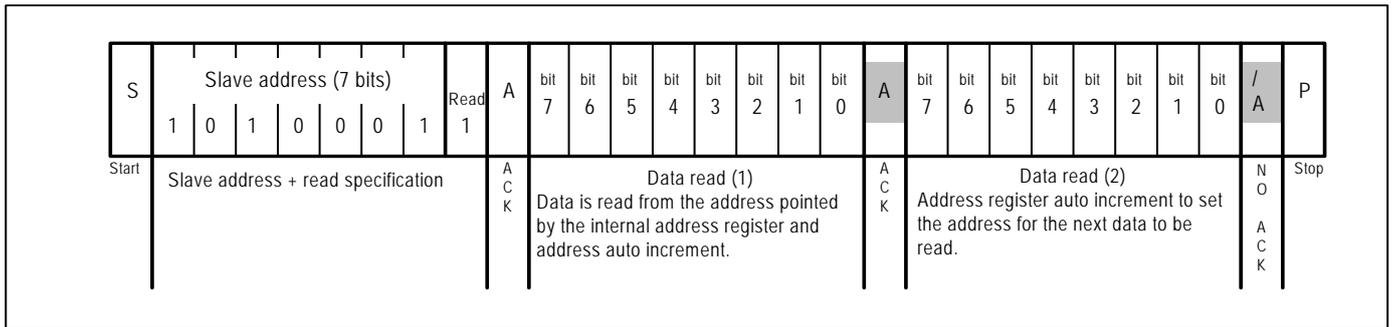 S
Slave address (7 bits)
1 0 1 0 0 0 1
Read
1
A
bit bit bit bit bit bit bit bit
7 6 5 4 3 2 1 0
A
bit bit bit bit bit bit bit bit
7 6 5 4 3 2 1 0
/
A
P
Start
Slave address + read specification
A
C
K
Data read (1)
Data is read from the address pointed
by the internal address register and
address auto increment.
A
C
K
Data read (2)
Address register auto increment to set
the address for the next data to be
read.
N
O
A
C
K
Stop